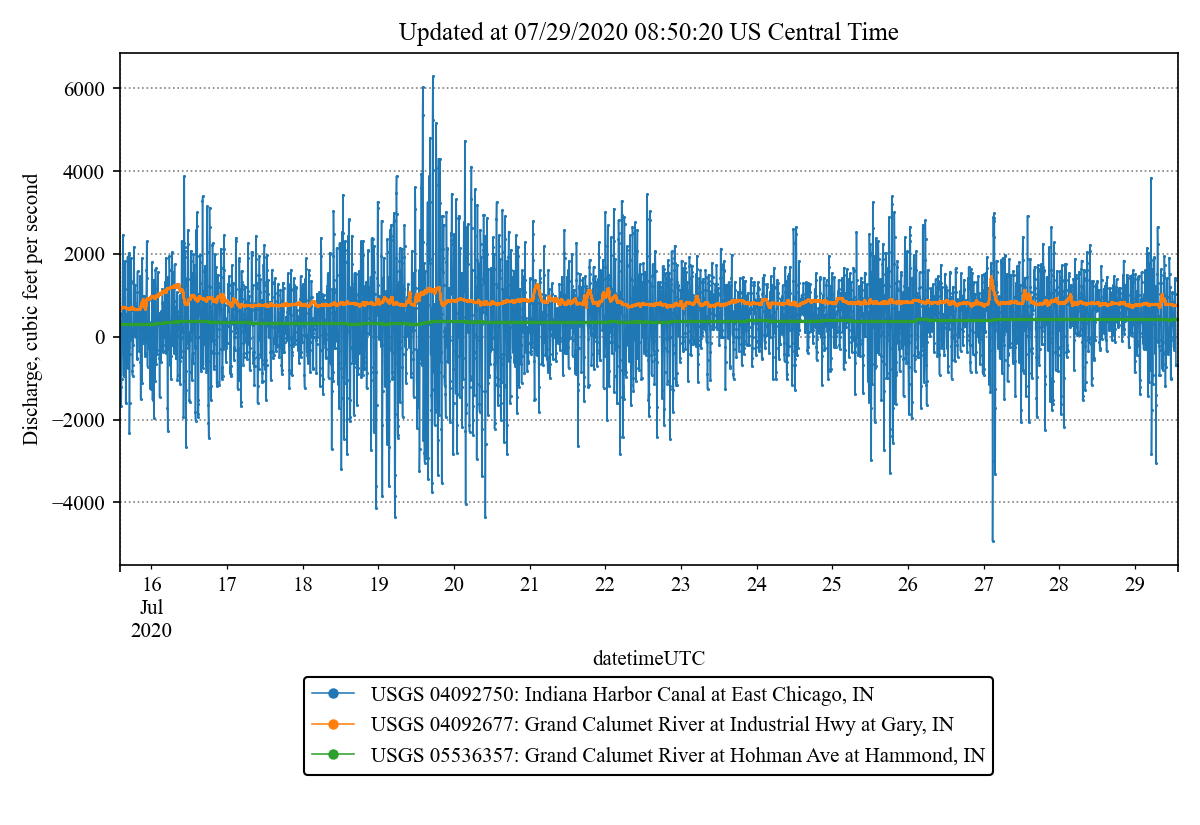 Updated at 07/29/2020 08:50:20 US Central Time
Discharge, cubic feet per second
6000
4000
2000
0
−2000
−4000
16 17 18 19 20 21 22 23 24 25 26 27 28 29
Jul
2020
datetimeUTC
USGS 04092750: Indiana Harbor Canal at East Chicago, IN
USGS 04092677: Grand Calumet River at Industrial Hwy at Gary, IN
USGS 05536357: Grand Calumet River at Hohman Ave at Hammond, IN